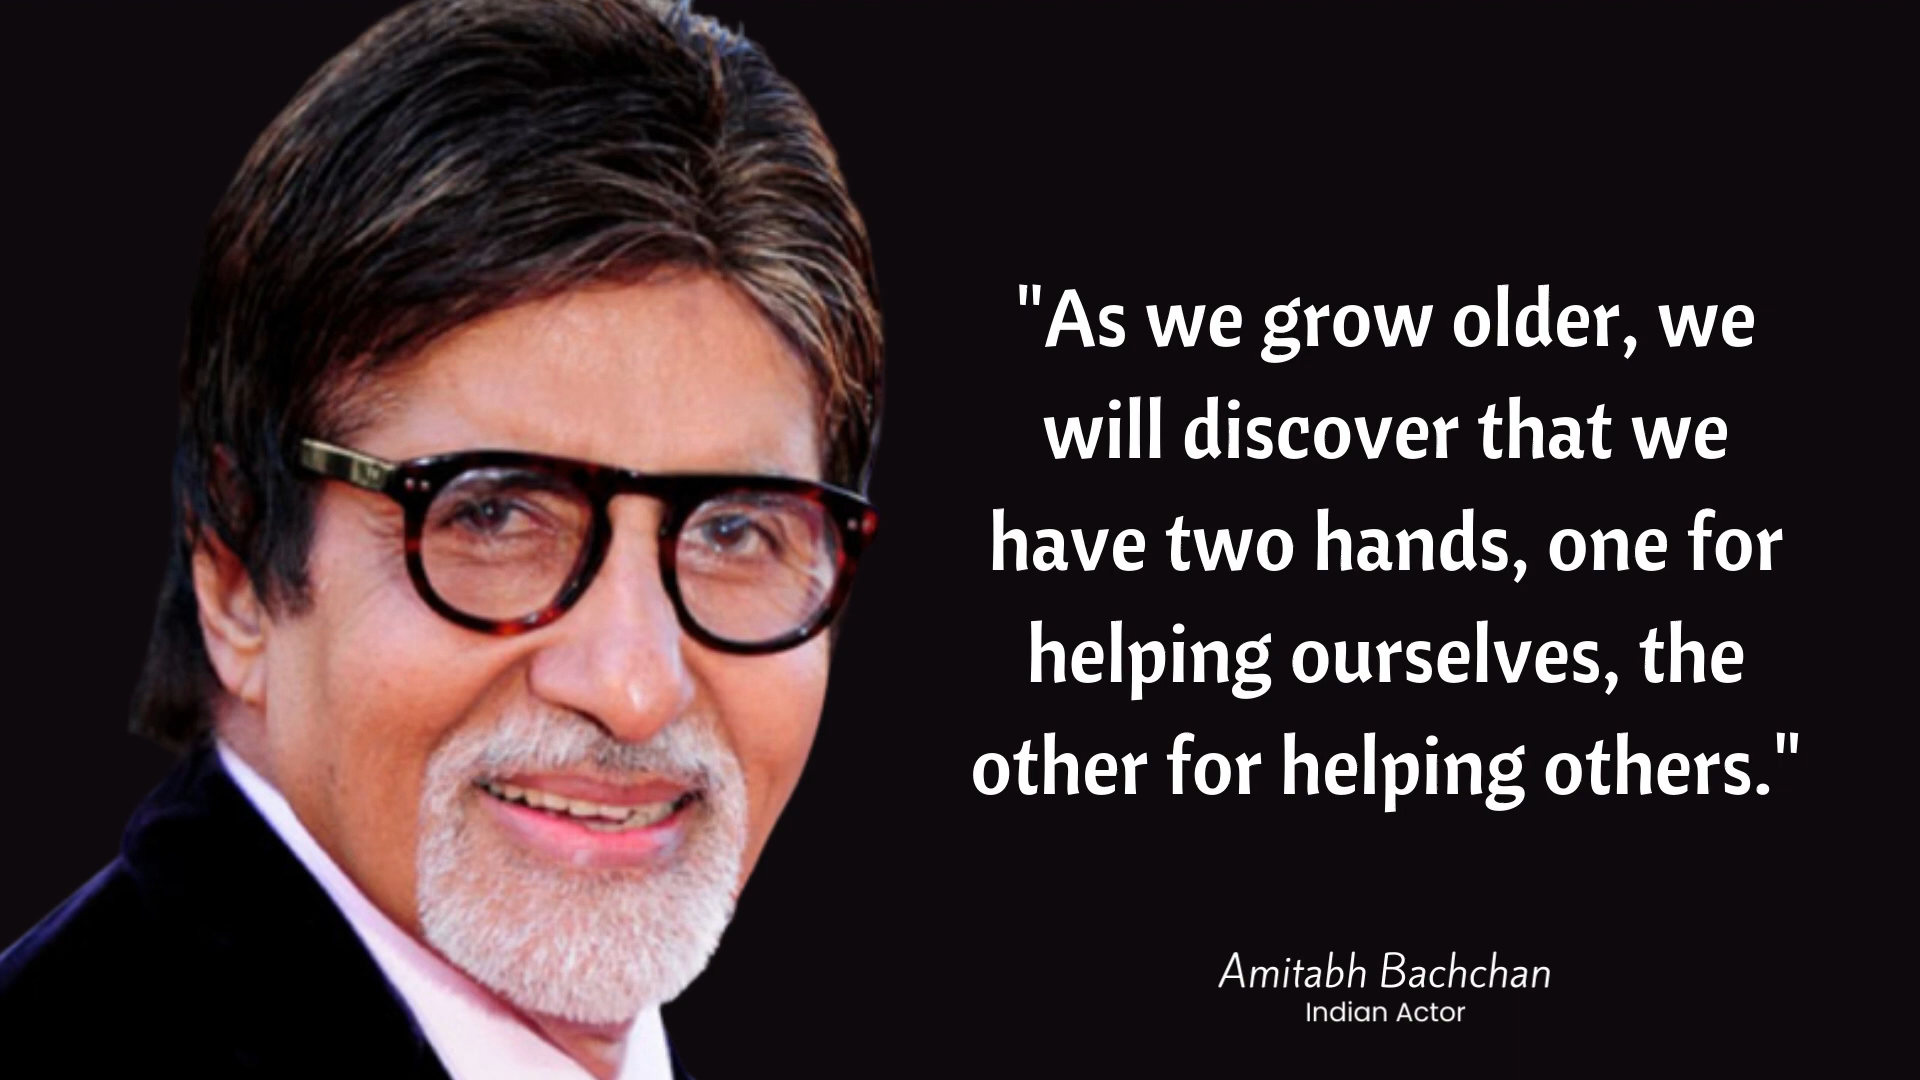 "As we grow older, we
will discover that we
have two hands, one for
helping ourselves, the
other for helping others."
Amitabh Bachchan
Indian Actor